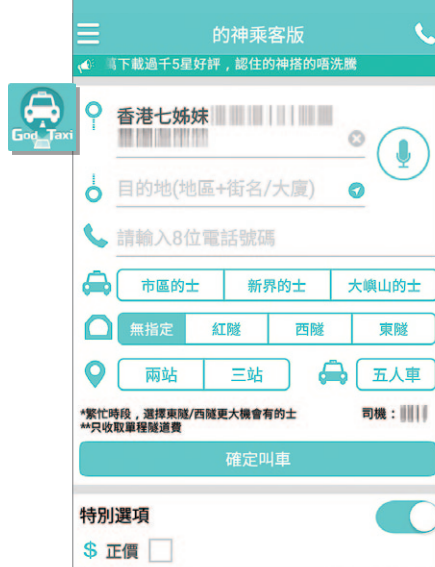 的神乘客版
萬下載過千5星好評，認住的神搭的唔洗騰
God Taxi
香港七姊妹
目的地(地區+街名/大廈)
請輸入8位電話號碼
市區的士 新界的士 大嶼山的士
無指定 紅隧 西隧 東隧
兩站 三站 五人車
*繁忙時段，選擇東隧/西隧更大機會有的士
**只收取單程隧道費
司機：
確定叫車
特別選項
$ 正價